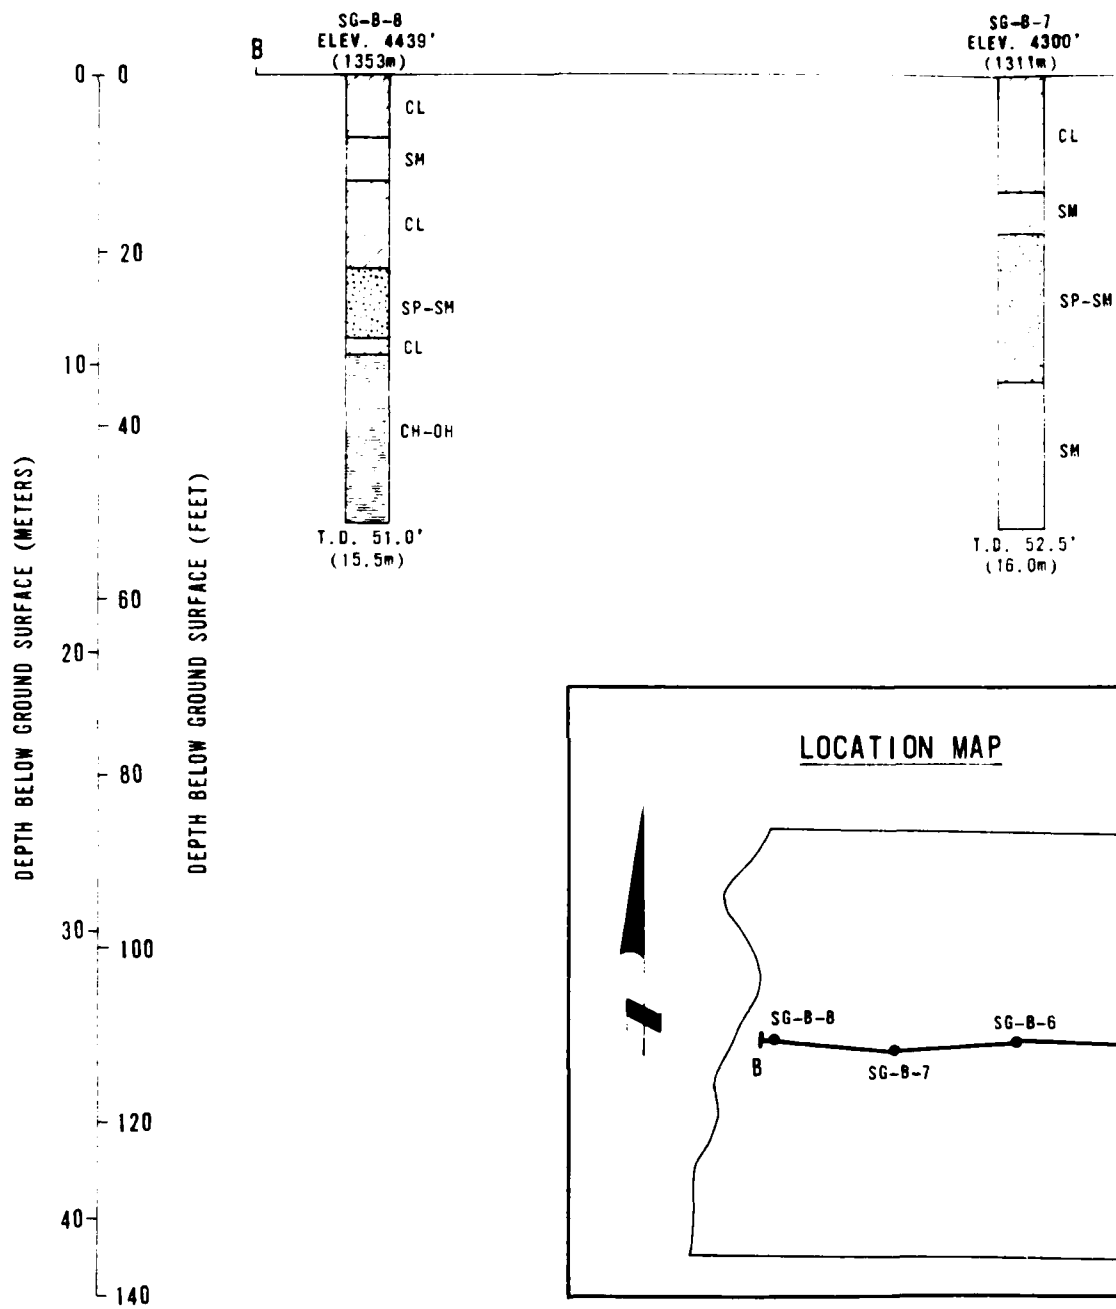 SG-B-8
ELEV. 4439'
(1353m)
B
SG-B-7
ELEV. 4300'
(1311m)
0 0
CL
SM
CL
20
SP-SM
CL
10
40
CH-OH
T.D. 51.0'
(15.5m)
CL
SM
SP-SM
SM
T.D. 52.5'
(16.0m)
DEPTH BELOW GROUND SURFACE (METERS)
DEPTH BELOW GROUND SURFACE (FEET)
60
20
80
30
100
120
40
140
LOCATION MAP
SG-B-8
SG-B-6
B
SG-B-7